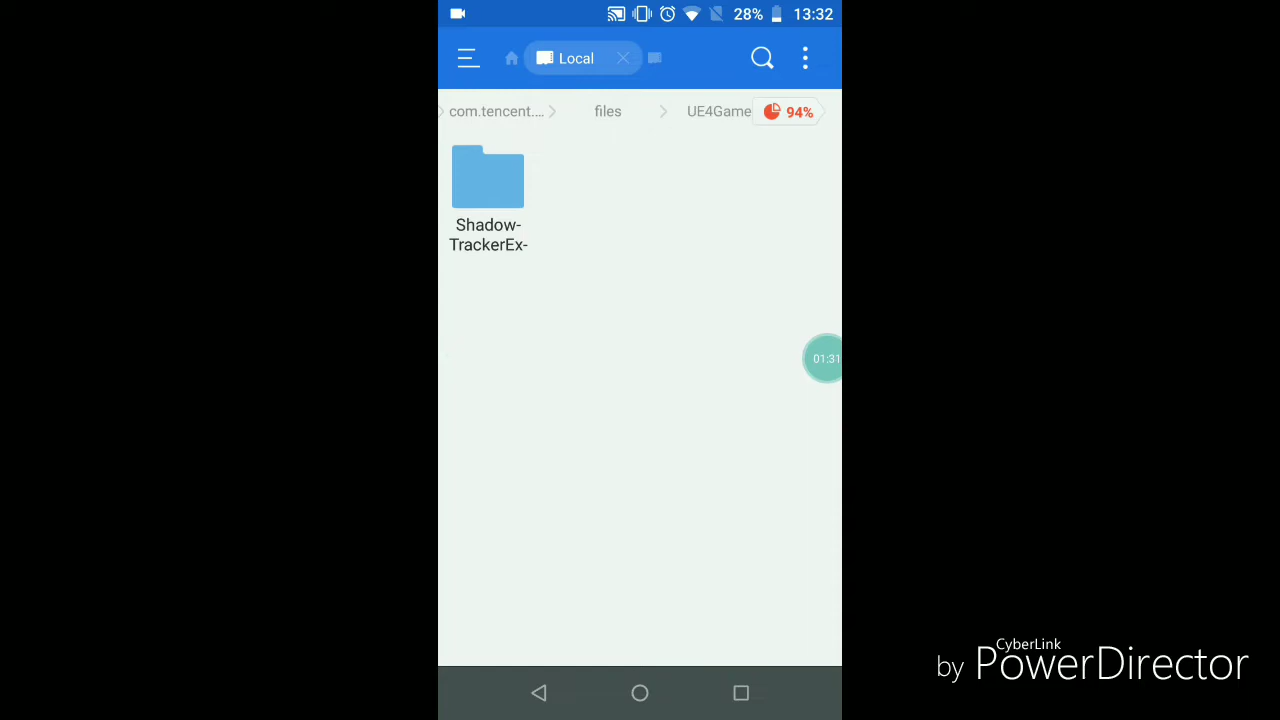 28% 13:32
Local
com.tencent.... files UE4Game 94%
Shadow-
TrackerEx-
01:31
CyberLink
by PowerDirector